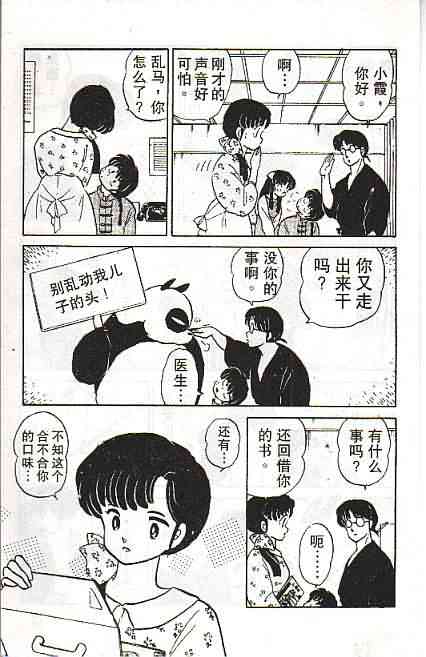 小霞，
你好。
啊…
刚才的
声音好
可怕。
乱马，你
怎么了？
你又走
出来干
吗？
没你的
事啊。
别乱动我儿
子的头！
医生…
有什么
事吗？
呃……
还回借你
的书。
还有…
不知这个
合不合你
的口味…